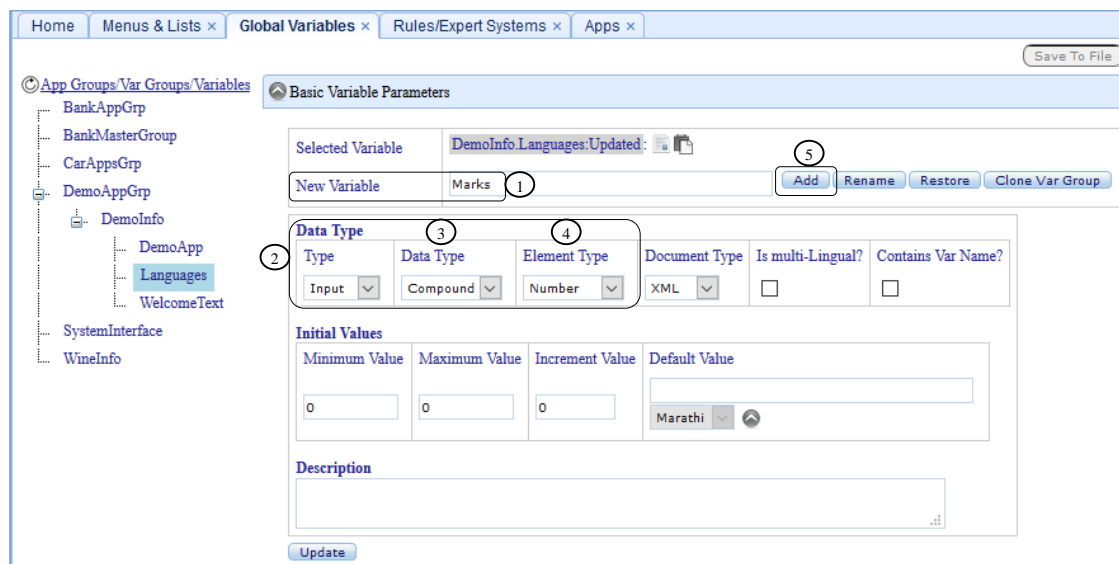 Home Menus & Lists × Global Variables × Rules/Expert Systems × Apps ×
Save To File
App Groups/Var Groups/Variables
BankAppGrp
BankMasterGroup
CarAppsGrp
DemoAppGrp
DemoInfo
DemoApp
Languages
WelcomeText
SystemInterface
WineInfo
Basic Variable Parameters
Selected Variable DemoInfo.Languages:Updated:
5
New Variable Marks 1 Add Rename Restore Clone Var Group
Data Type 3 4
2 Type Data Type Element Type Document Type Is multi-Lingual? Contains Var Name?
Input Compound Number XML
Initial Values
Minimum Value Maximum Value Increment Value Default Value
0 0 0
Marathi
Description
Update